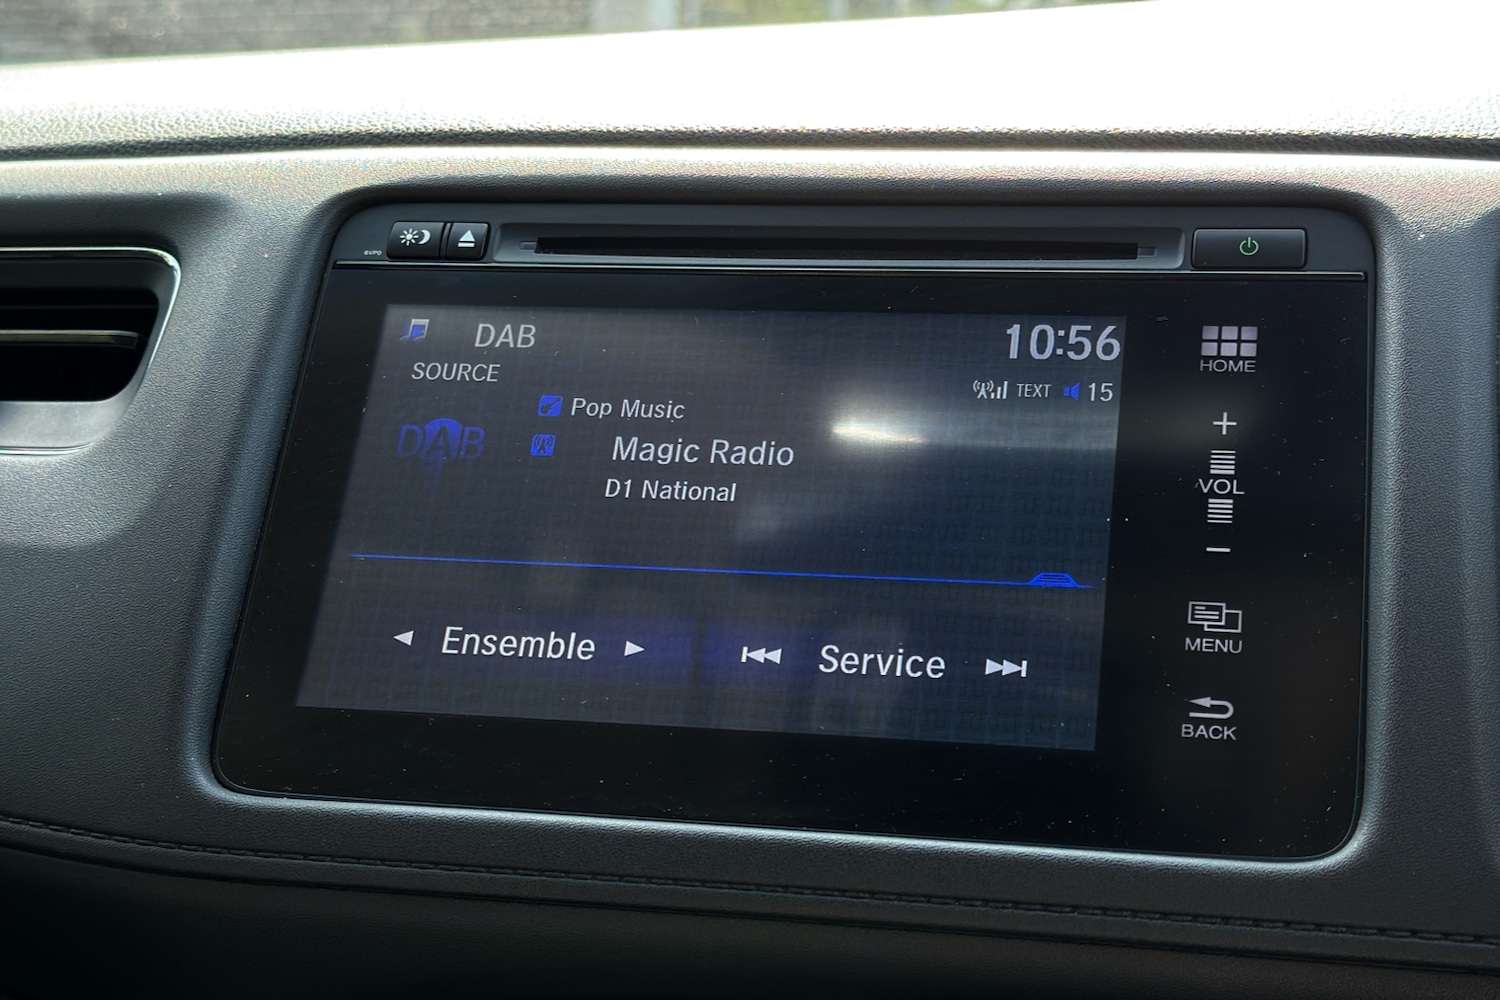 DAB
10:56
SOURCE
TEXT 15
Pop Music
DAB
Magic Radio
D1 National
Ensemble
Service
HOME
+
VOL
−
MENU
BACK